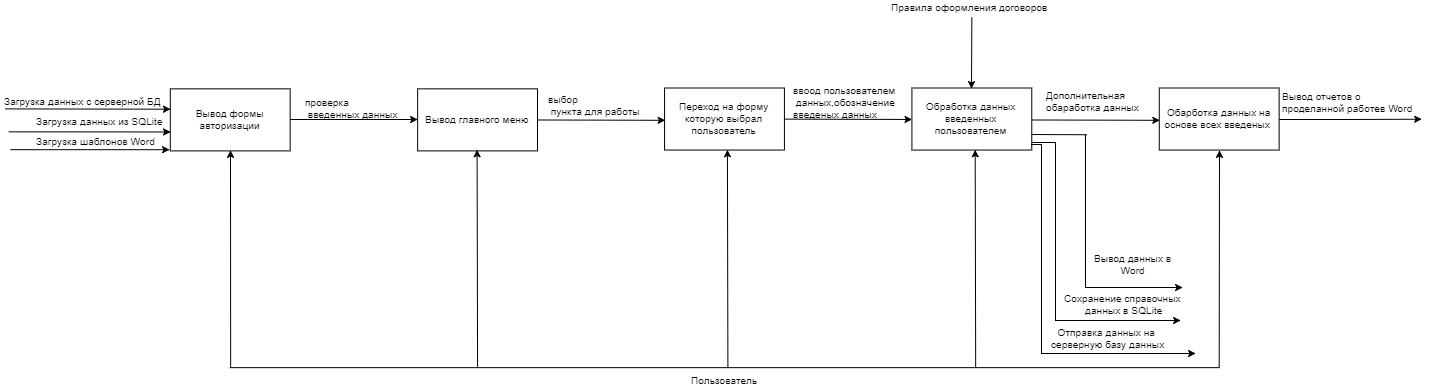 Правила оформления договоров
Загрузка данных с серверной БД
Загрузка данных из SQLite
Загрузка шаблонов Word
Вывод формы
авторизации
проверка
введенных данных
Вывод главного меню
выбор
пункта для работы
Переход на форму
которую выбрал
пользователь
ввоод пользователем
данных,обозначение
введеных данных
Обработка данных
введенных
пользователем
Дополнительная
обаработка данных
Обарботка данных на
основе всех введеных
Вывод отчетов о
проделанной работев Word
Вывод данных в
Word
Сохранение справочных
данных в SQLite
Отправка данных на
серверную базу данных
Пользователь